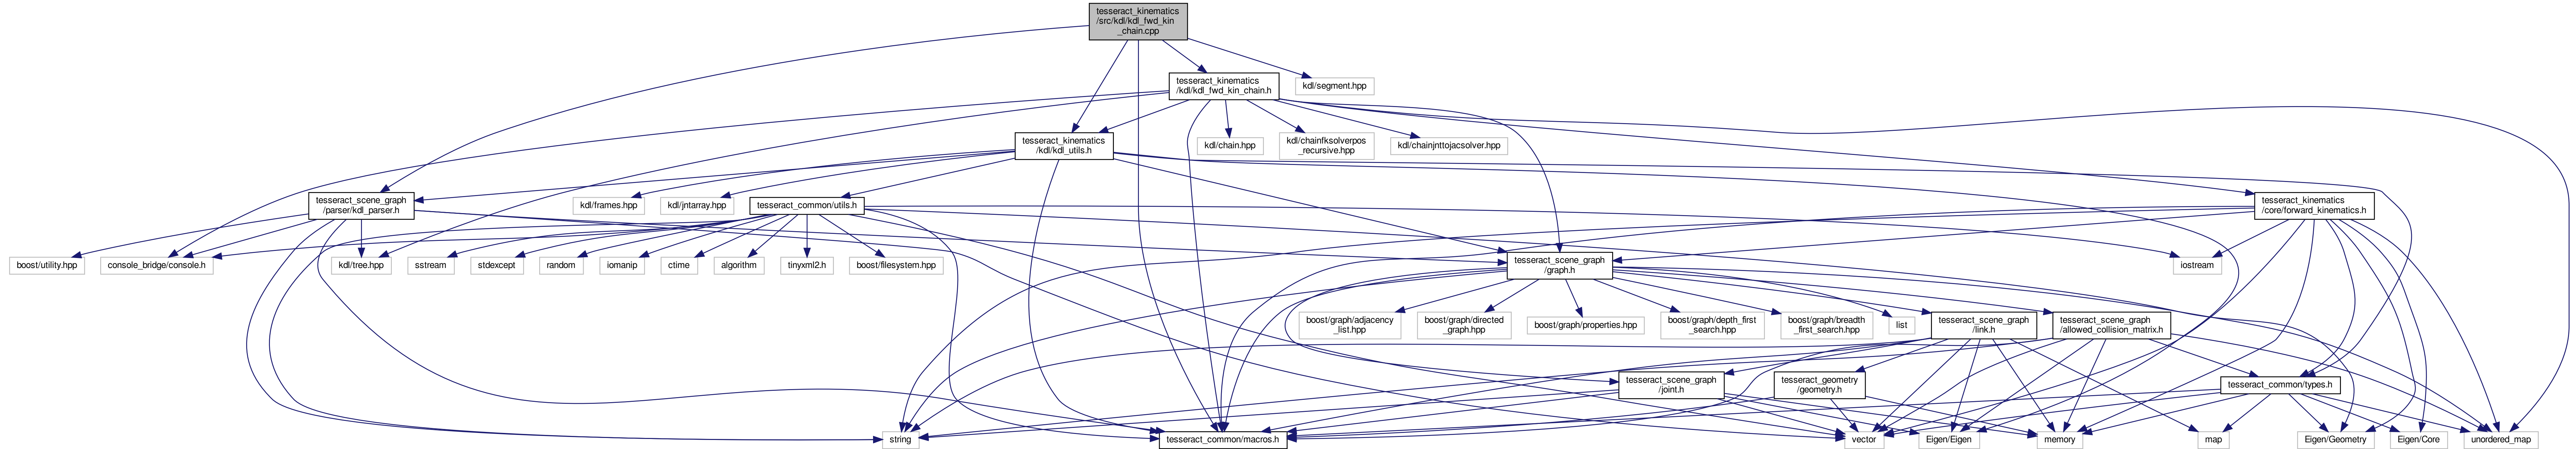 tesseract_kinematics
/src/kdl/kdl_fwd_kin
_chain.cpp
tesseract_kinematics
/kdl/kdl_fwd_kin_chain.h
kdl/segment.hpp
tesseract_kinematics
/kdl/kdl_utils.h
kdl/chain.hpp
kdl/chainfksolverpos
_recursive.hpp
kdl/chainjnttojacsolver.hpp
tesseract_scene_graph
/parser/kdl_parser.h
kdl/frames.hpp
kdl/jntarray.hpp
tesseract_common/utils.h
tesseract_kinematics
/core/forward_kinematics.h
boost/utility.hpp
console_bridge/console.h
kdl/tree.hpp
sstream
stdexcept
random
iomanip
ctime
algorithm
tinyxml2.h
boost/filesystem.hpp
tesseract_scene_graph
/graph.h
iostream
boost/graph/adjacency
_list.hpp
boost/graph/directed
_graph.hpp
boost/graph/properties.hpp
boost/graph/depth_first
_search.hpp
boost/graph/breadth
_first_search.hpp
list
tesseract_scene_graph
/link.h
tesseract_scene_graph
/allowed_collision_matrix.h
tesseract_scene_graph
/joint.h
tesseract_geometry
/geometry.h
tesseract_common/types.h
string
tesseract_common/macros.h
vector
Eigen/Eigen
memory
map
Eigen/Geometry
Eigen/Core
unordered_map